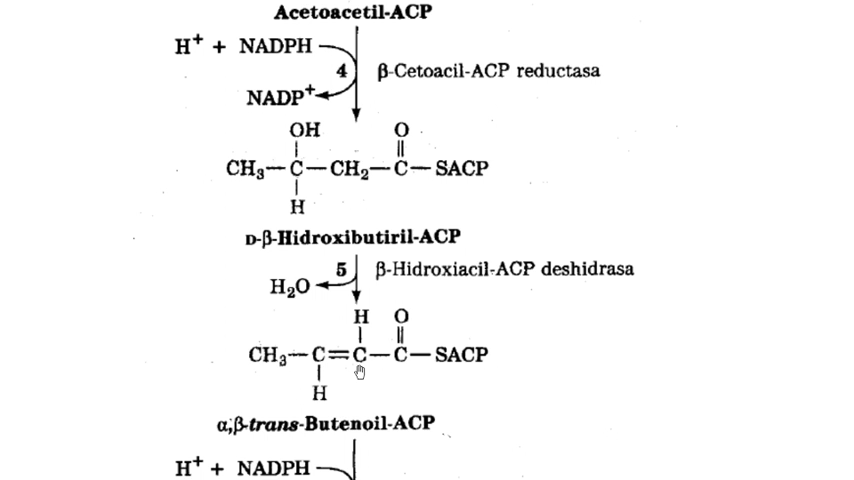 Acetoacetil-ACP
H+ + NADPH
4 β-Cetoacil-ACP reductasa
NADP+
OH O
CH3—C—CH2—C—SACP
H
D-β-Hidroxibutiril-ACP
5 β-Hidroxiacil-ACP deshidrasa
H2O
H O
CH3—C=C—C—SACP
H
α,β-trans-Butenoil-ACP
H+ + NADPH